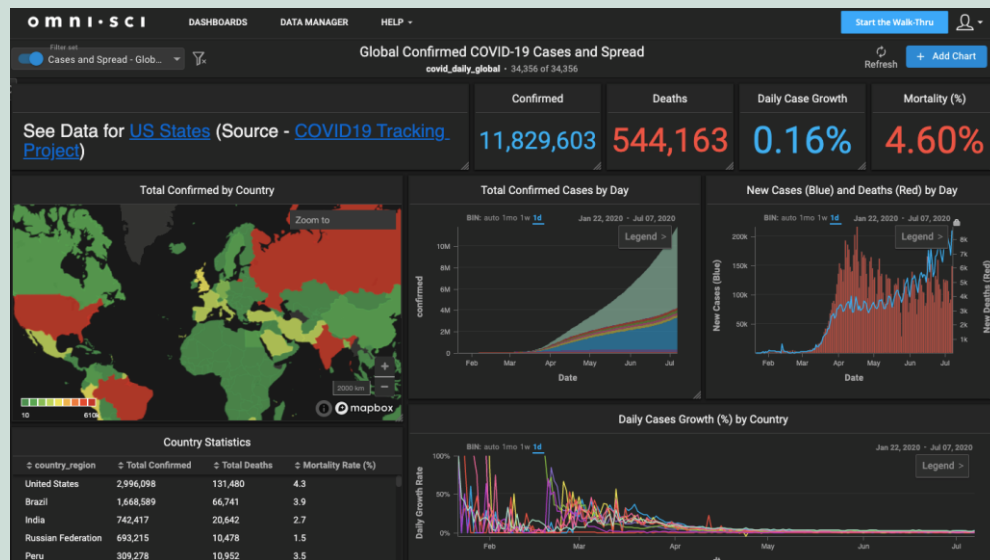 OMNI·SCI DASHBOARDS DATA MANAGER HELP Start the Walk-Thru
Filter set
Cases and Spread - Glob...
Global Confirmed COVID-19 Cases and Spread
covid_daily_global • 34,356 of 34,356
Refresh
+ Add Chart
See Data for US States (Source - COVID19 Tracking
Project)
Confirmed
11,829,603
Deaths
544,163
Daily Case Growth
0.16%
Mortality (%)
4.60%
Total Confirmed by Country
Zoom to
2000 km
mapbox
10
Total Confirmed Cases by Day
BIN: auto 1mo 1w 1d Jan 22, 2020 - Jul 07, 2020
Legend >
confirmed
10M
8M
6M
4M
2M
0
Feb Mar Apr May Jun Jul
Date
New Cases (Blue) and Deaths (Red) by Day
BIN: auto 1mo 1w 1d Jan 22, 2020 - Jul 07, 2020
Legend >
New Cases (Blue)
200k
150k
100k
50k
8k
7k
6k
5k
4k
3k
2k
1k
New Deaths (Red)
Feb Mar Apr May Jun Jul
Date
Country Statistics
country_region Total Confirmed Total Deaths Mortality Rate (%)
United States 2,996,098 131,480 4.3
Brazil 1,668,589 66,741 3.9
India 742,417 20,642 2.7
Russian Federation 693,215 10,478 1.5
Peru 309,278 10,952 3.5
Daily Cases Growth (%) by Country
BIN: auto 1mo 1w 1d Jan 22, 2020 - Jul 07, 2020
Legend >
Daily Growth Rate
100%
50%
0%
Feb Mar Apr May Jun Jul